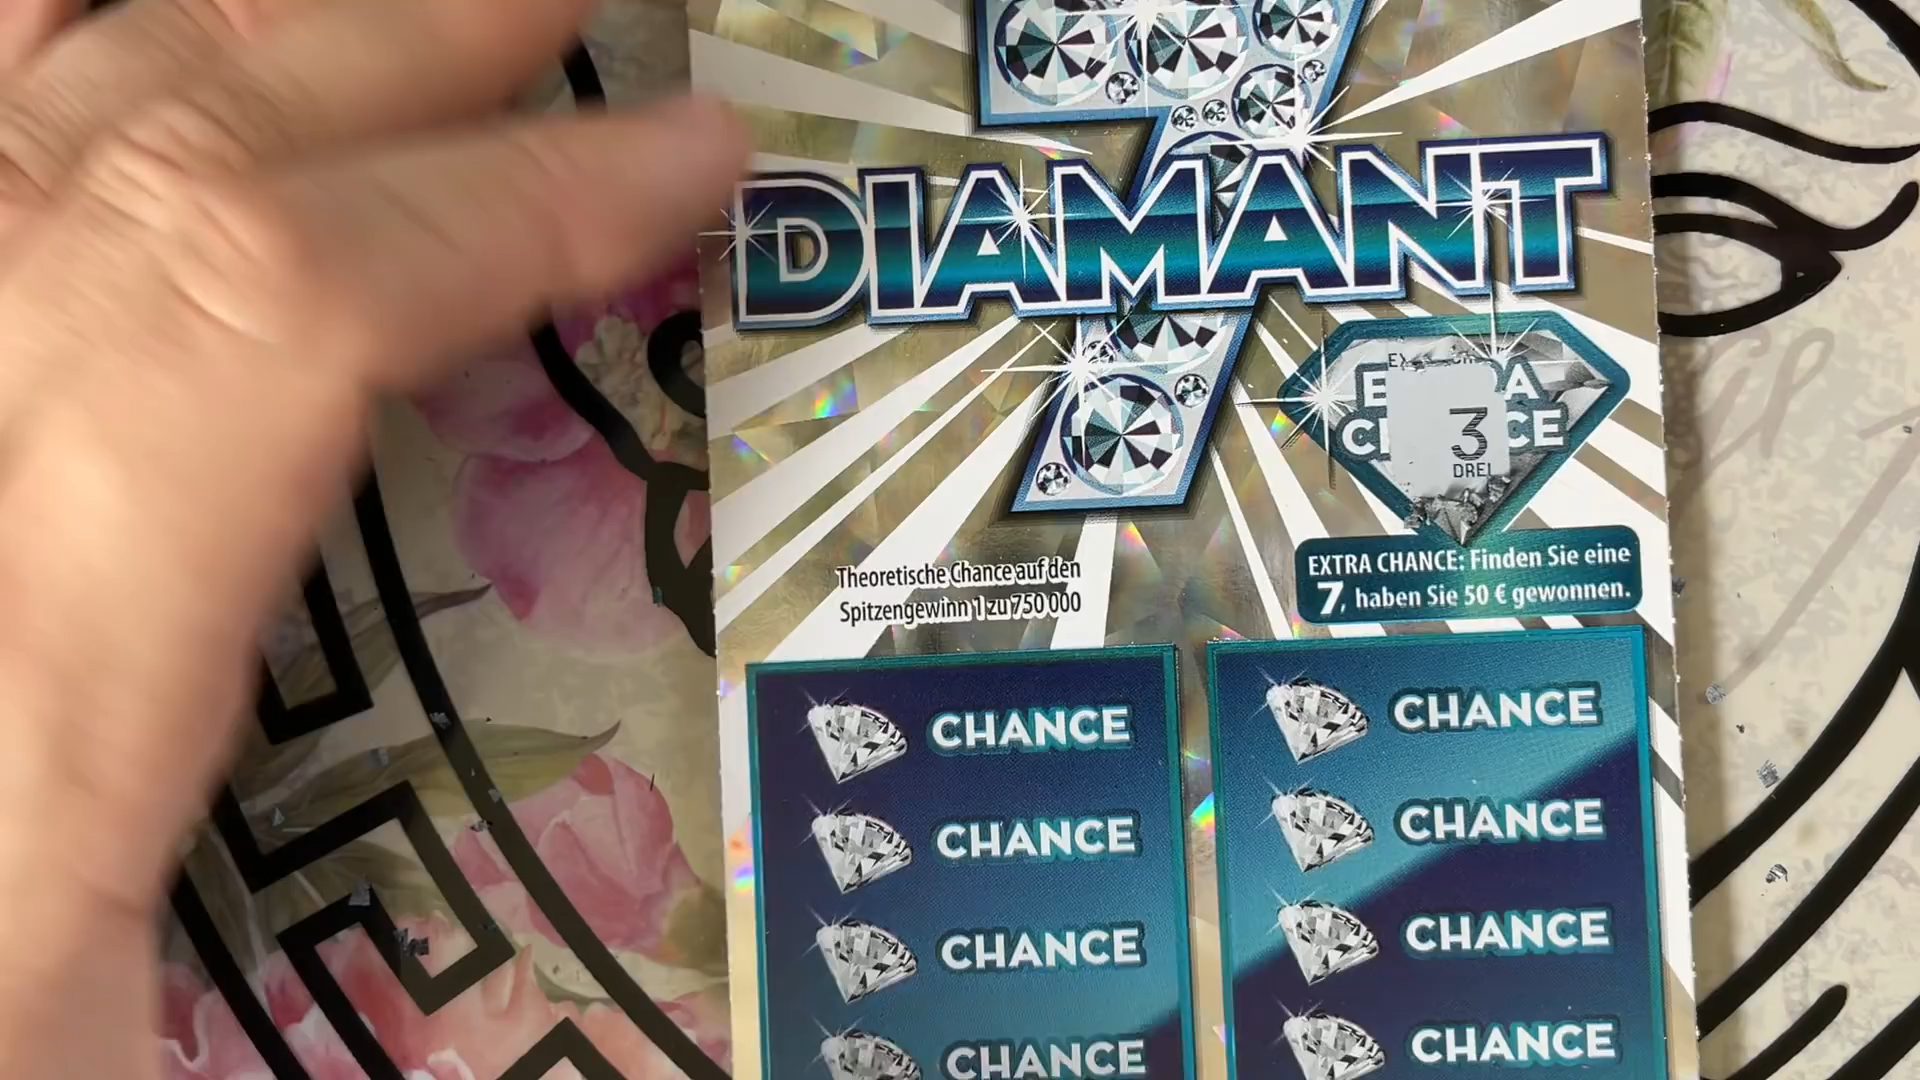 7
DIAMANT
3
DREI
Theoretische Chance auf den
Spitzengewinn 1 zu 750 000
EXTRA CHANCE: Finden Sie eine
7, haben Sie 50 € gewonnen.
CHANCE CHANCE
CHANCE CHANCE
CHANCE CHANCE
CHANCE CHANCE